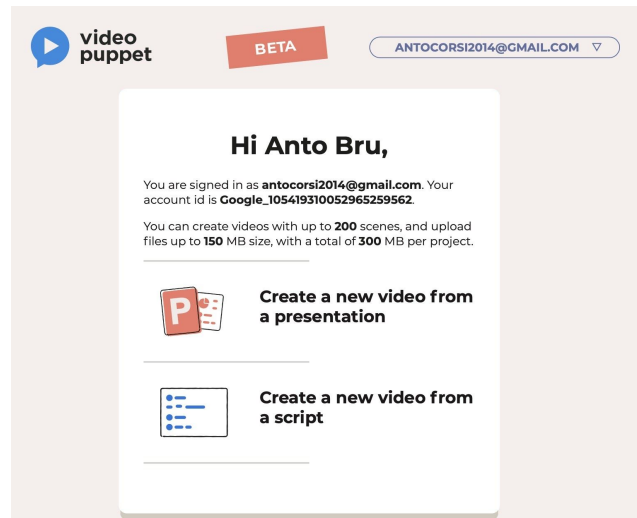 video
puppet
BETA
ANTOCORSI2014@GMAIL.COM
Hi Anto Bru,
You are signed in as antocorsi2014@gmail.com. Your
account id is Google_105419310052965259562.
You can create videos with up to 200 scenes, and upload
files up to 150 MB size, with a total of 300 MB per project.
P
Create a new video from
a presentation
Create a new video from
a script